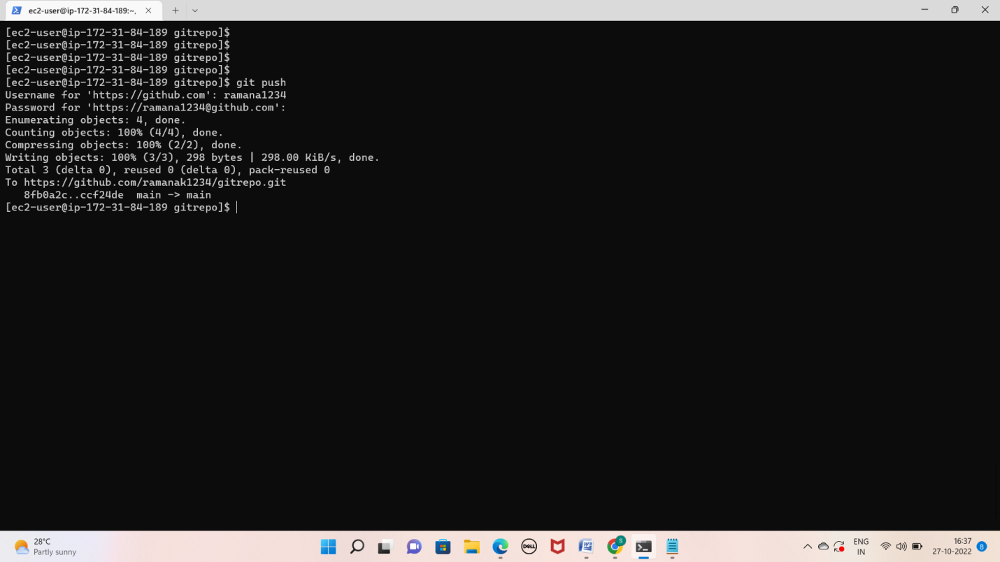 ec2-user@ip-172-31-84-189:~,
[ec2-user@ip-172-31-84-189 gitrepo]$
[ec2-user@ip-172-31-84-189 gitrepo]$
[ec2-user@ip-172-31-84-189 gitrepo]$
[ec2-user@ip-172-31-84-189 gitrepo]$
[ec2-user@ip-172-31-84-189 gitrepo]$ git push
Username for 'https://github.com': ramana1234
Password for 'https://ramana1234@github.com':
Enumerating objects: 4, done.
Counting objects: 100% (4/4), done.
Compressing objects: 100% (2/2), done.
Writing objects: 100% (3/3), 298 bytes | 298.00 KiB/s, done.
Total 3 (delta 0), reused 0 (delta 0), pack-reused 0
To https://github.com/ramanak1234/gitrepo.git
   8fb0a2c..ccf24de  main -> main
[ec2-user@ip-172-31-84-189 gitrepo]$
28°C
Partly sunny
DELL
W
S
ENG
IN
16:37
27-10-2022
8